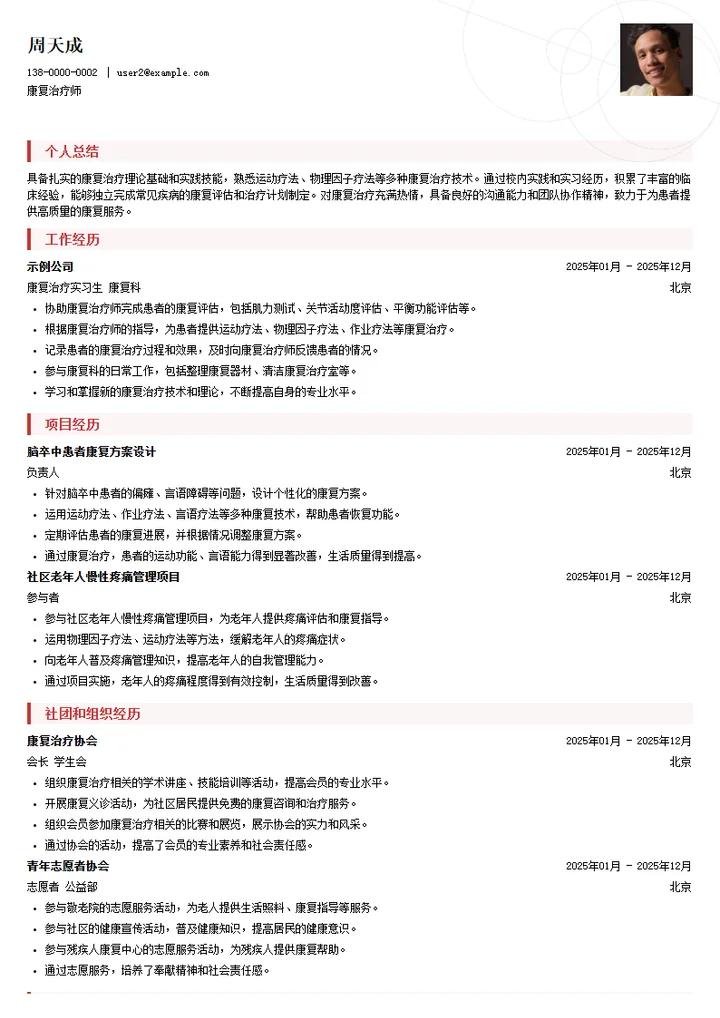 周天成
138-0000-0002 | user2@example.com
康复治疗师
个人总结
具备扎实的康复治疗理论基础和实践技能，熟悉运动疗法、物理因子疗法等多种康复治疗技术。通过校内实践和实习经历，积累了丰富的临
床经验，能够独立完成常见疾病的康复评估和治疗计划制定。对康复治疗充满热情，具备良好的沟通能力和团队协作精神，致力于为患者提
供高质量的康复服务。
工作经历
示例公司 2025年01月 - 2025年12月
康复治疗实习生 康复科 北京
• 协助康复治疗师完成患者的康复评估，包括肌力测试、关节活动度评估、平衡功能评估等。
• 根据康复治疗师的指导，为患者提供运动疗法、物理因子疗法、作业疗法等康复治疗。
• 记录患者的康复治疗过程和效果，及时向康复治疗师反馈患者的情况。
• 参与康复科的日常工作，包括整理康复器材、清洁康复治疗室等。
• 学习和掌握新的康复治疗技术和理论，不断提高自身的专业水平。
项目经历
脑卒中患者康复方案设计 2025年01月 - 2025年12月
负责人 北京
• 针对脑卒中患者的偏瘫、言语障碍等问题，设计个性化的康复方案。
• 运用运动疗法、作业疗法、言语疗法等多种康复技术，帮助患者恢复功能。
• 定期评估患者的康复进展，并根据情况调整康复方案。
• 通过康复治疗，患者的运动功能、言语能力得到显著改善，生活质量得到提高。
社区老年人慢性疼痛管理项目 2025年01月 - 2025年12月
参与者 北京
• 参与社区老年人慢性疼痛管理项目，为老年人提供疼痛评估和康复指导。
• 运用物理因子疗法、运动疗法等方法，缓解老年人的疼痛症状。
• 向老年人普及疼痛管理知识，提高老年人的自我管理能力。
• 通过项目实施，老年人的疼痛程度得到有效控制，生活质量得到改善。
社团和组织经历
康复治疗协会 2025年01月 - 2025年12月
会长 学生会 北京
• 组织康复治疗相关的学术讲座、技能培训等活动，提高会员的专业水平。
• 开展康复义诊活动，为社区居民提供免费的康复咨询和治疗服务。
• 组织会员参加康复治疗相关的比赛和展览，展示协会的实力和风采。
• 通过协会的活动，提高了会员的专业素养和社会责任感。
青年志愿者协会 2025年01月 - 2025年12月
志愿者 公益部 北京
• 参与敬老院的志愿服务活动，为老人提供生活照料、康复指导等服务。
• 参与社区的健康宣传活动，普及健康知识，提高居民的健康意识。
• 参与残疾人康复中心的志愿服务活动，为残疾人提供康复帮助。
• 通过志愿服务，培养了奉献精神和社会责任感。